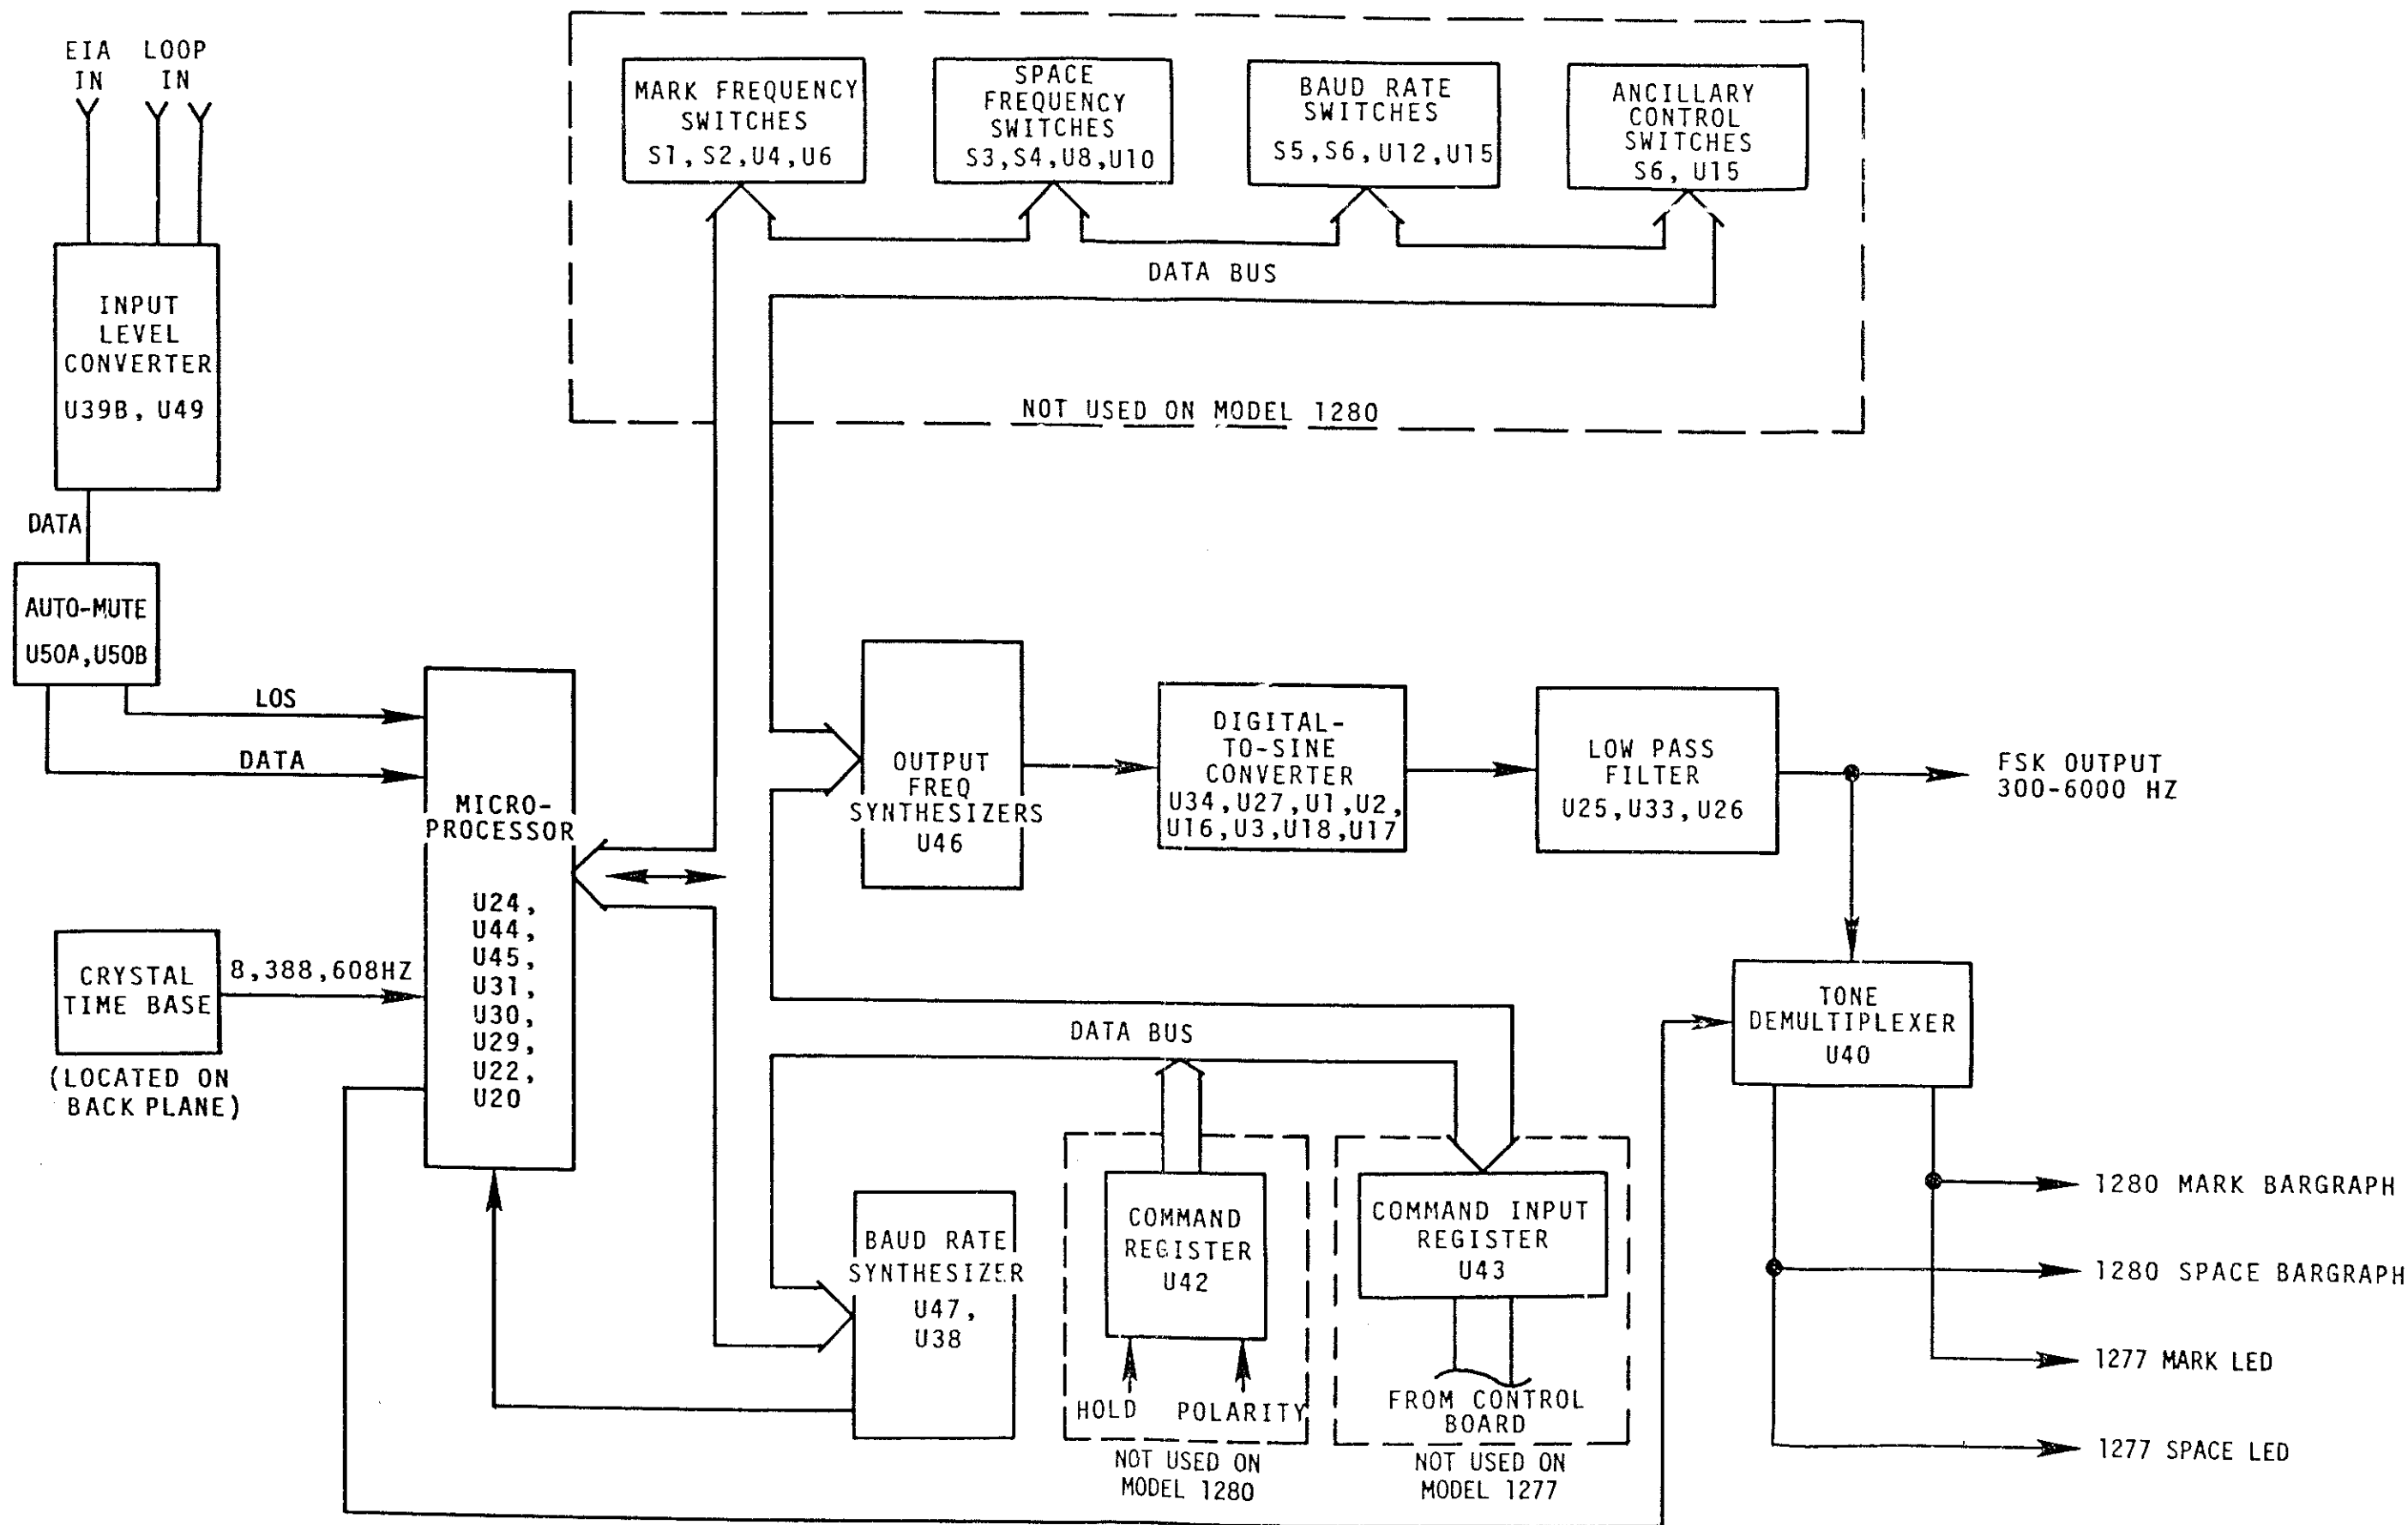 EIA
IN
LOOP
IN
INPUT
LEVEL
CONVERTER
U39B, U49
DATA
AUTO-MUTE
U50A,U50B
LOS
DATA
MICRO-
PROCESSOR
U24,
U44,
U45,
U31,
U30,
U29,
U22,
U20
CRYSTAL
TIME BASE
8,388,608HZ
(LOCATED ON
BACK PLANE)
MARK FREQUENCY
SWITCHES
S1,S2,U4,U6
SPACE
FREQUENCY
SWITCHES
S3,S4,U8,U10
BAUD RATE
SWITCHES
S5,S6,U12,U15
ANCILLARY
CONTROL
SWITCHES
S6, U15
DATA BUS
NOT USED ON MODEL 1280
OUTPUT
FREQ
SYNTHESIZERS
U46
DIGITAL-
TO-SINE
CONVERTER
U34,U27,U1,U2,
U16,U3,U18,U17
LOW PASS
FILTER
U25,U33,U26
FSK OUTPUT
300-6000 HZ
TONE
DEMULTIPLEXER
U40
DATA BUS
BAUD RATE
SYNTHESIZER
U47,
U38
COMMAND
REGISTER
U42
HOLD
POLARITY
NOT USED ON
MODEL 1280
COMMAND INPUT
REGISTER
U43
FROM CONTROL
BOARD
NOT USED ON
MODEL 1277
1280 MARK BARGRAPH
1280 SPACE BARGRAPH
1277 MARK LED
1277 SPACE LED